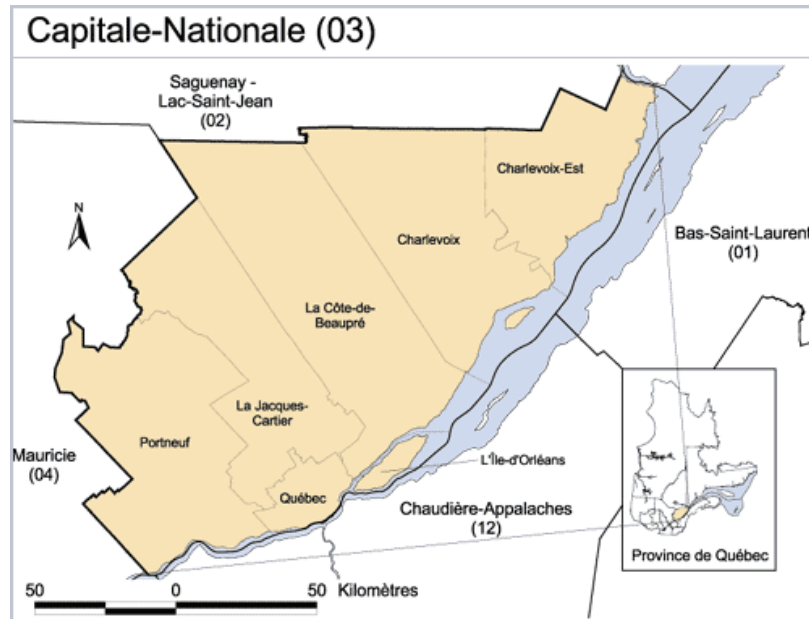 Capitale-Nationale (03)
Saguenay -
Lac-Saint-Jean
(02)
Charlevoix-Est
N
Charlevoix
Bas-Saint-Laurent
(01)
La Côte-de-
Beaupré
La Jacques-
Cartier
Portneuf
Mauricie
(04)
L'Île-d'Orléans
Québec
Chaudière-Appalaches
(12)
Province de Québec
50
0
50
Kilomètres